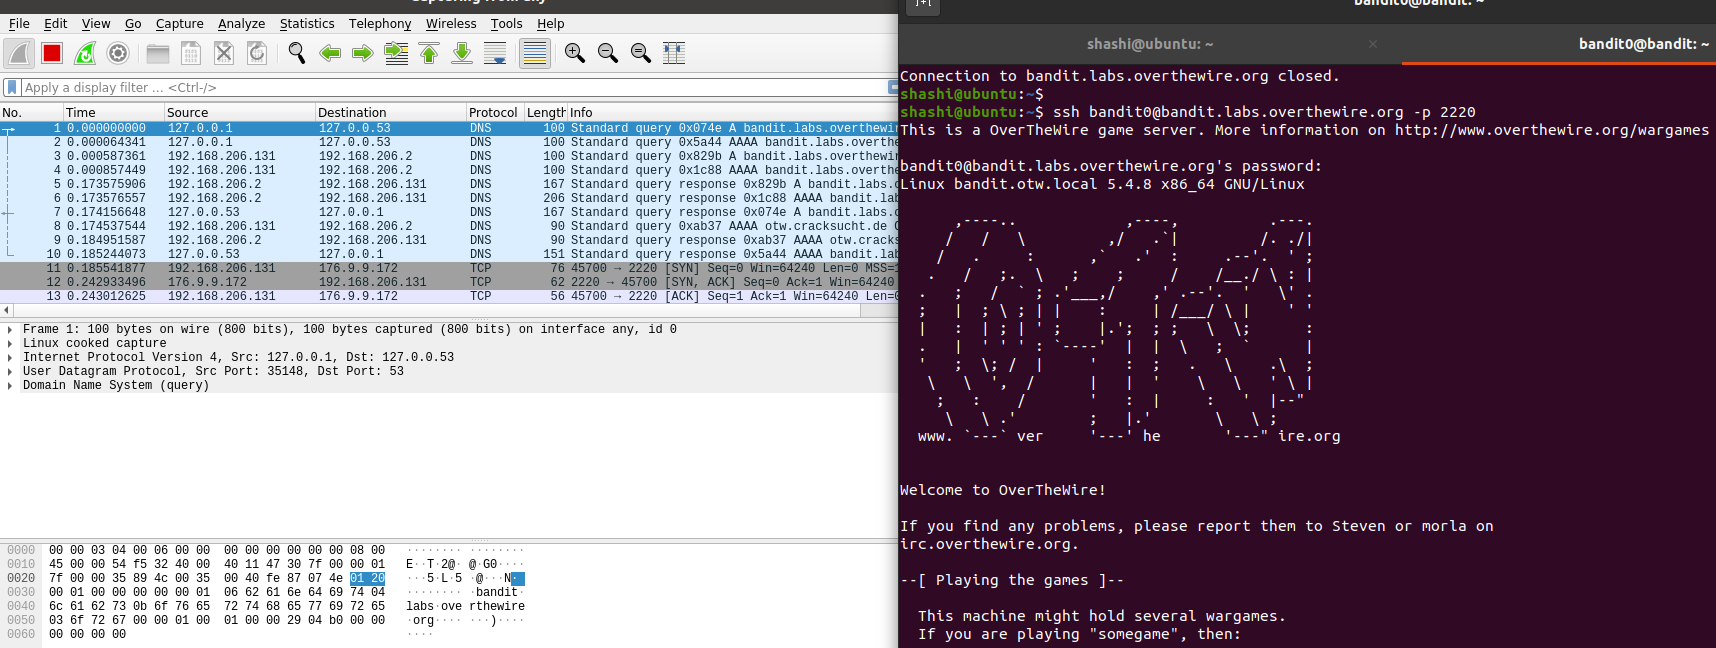 File Edit View Go Capture Analyze Statistics Telephony Wireless Tools Help
Apply a display filter … <Ctrl-/>
No. Time Source Destination Protocol Length Info
1 0.000000000 127.0.0.1 127.0.0.53 DNS 100 Standard query 0x074e A bandit.labs.overthewi
2 0.000064341 127.0.0.1 127.0.0.53 DNS 100 Standard query 0x5a44 AAAA bandit.labs.overthe
3 0.000587361 192.168.206.131 192.168.206.2 DNS 100 Standard query 0x829b A bandit.labs.overthewi
4 0.000857449 192.168.206.131 192.168.206.2 DNS 100 Standard query 0x1c88 AAAA bandit.labs.overthe
5 0.173575906 192.168.206.2 192.168.206.131 DNS 167 Standard query response 0x829b A bandit.labs.
6 0.173576557 192.168.206.2 192.168.206.131 DNS 206 Standard query response 0x1c88 AAAA bandit.lab
7 0.174156648 127.0.0.53 127.0.0.1 DNS 167 Standard query response 0x074e A bandit.labs.
8 0.174537544 192.168.206.131 192.168.206.2 DNS 90 Standard query 0xab37 AAAA otw.cracksucht.de
9 0.184951587 192.168.206.2 192.168.206.131 DNS 90 Standard query response 0xab37 AAAA otw.cracks
10 0.185244073 127.0.0.53 127.0.0.1 DNS 151 Standard query response 0x5a44 AAAA bandit.lab
11 0.185541877 192.168.206.131 176.9.9.172 TCP 76 45700 → 2220 [SYN] Seq=0 Win=64240 Len=0 MSS=1
12 0.242933496 176.9.9.172 192.168.206.131 TCP 62 2220 → 45700 [SYN, ACK] Seq=0 Ack=1 Win=64240
13 0.243012625 192.168.206.131 176.9.9.172 TCP 56 45700 → 2220 [ACK] Seq=1 Ack=1 Win=64240 Len=0
Frame 1: 100 bytes on wire (800 bits), 100 bytes captured (800 bits) on interface any, id 0
Linux cooked capture
Internet Protocol Version 4, Src: 127.0.0.1, Dst: 127.0.0.53
User Datagram Protocol, Src Port: 35148, Dst Port: 53
Domain Name System (query)
0000 00 00 03 04 00 06 00 00 00 00 00 00 00 00 08 00 ········ ········
0010 45 00 00 54 f5 32 40 00 40 11 47 30 7f 00 00 01 E··T·2@· @·G0····
0020 7f 00 00 35 89 4c 00 35 00 40 fe 87 07 4e 01 20 ···5·L·5 ·@···N·
0030 00 01 00 00 00 00 00 01 06 62 61 6e 64 69 74 04 ········ ·bandit·
0040 6c 61 62 73 0b 6f 76 65 72 74 68 65 77 69 72 65 labs·ove rthewire
0050 03 6f 72 67 00 00 01 00 01 00 00 29 04 b0 00 00 ·org···· ···)····
0060 00 00 00 00 ····
bandit0@bandit: ~
shashi@ubuntu: ~ × bandit0@bandit: ~
Connection to bandit.labs.overthewire.org closed.
shashi@ubuntu:~$
shashi@ubuntu:~$ ssh bandit0@bandit.labs.overthewire.org -p 2220
This is a OverTheWire game server. More information on http://www.overthewire.org/wargames
bandit0@bandit.labs.overthewire.org's password:
Linux bandit.otw.local 5.4.8 x86_64 GNU/Linux
www. ver he ire.org
Welcome to OverTheWire!
If you find any problems, please report them to Steven or morla on
irc.overthewire.org.
--[ Playing the games ]--
This machine might hold several wargames.
If you are playing "somegame", then: